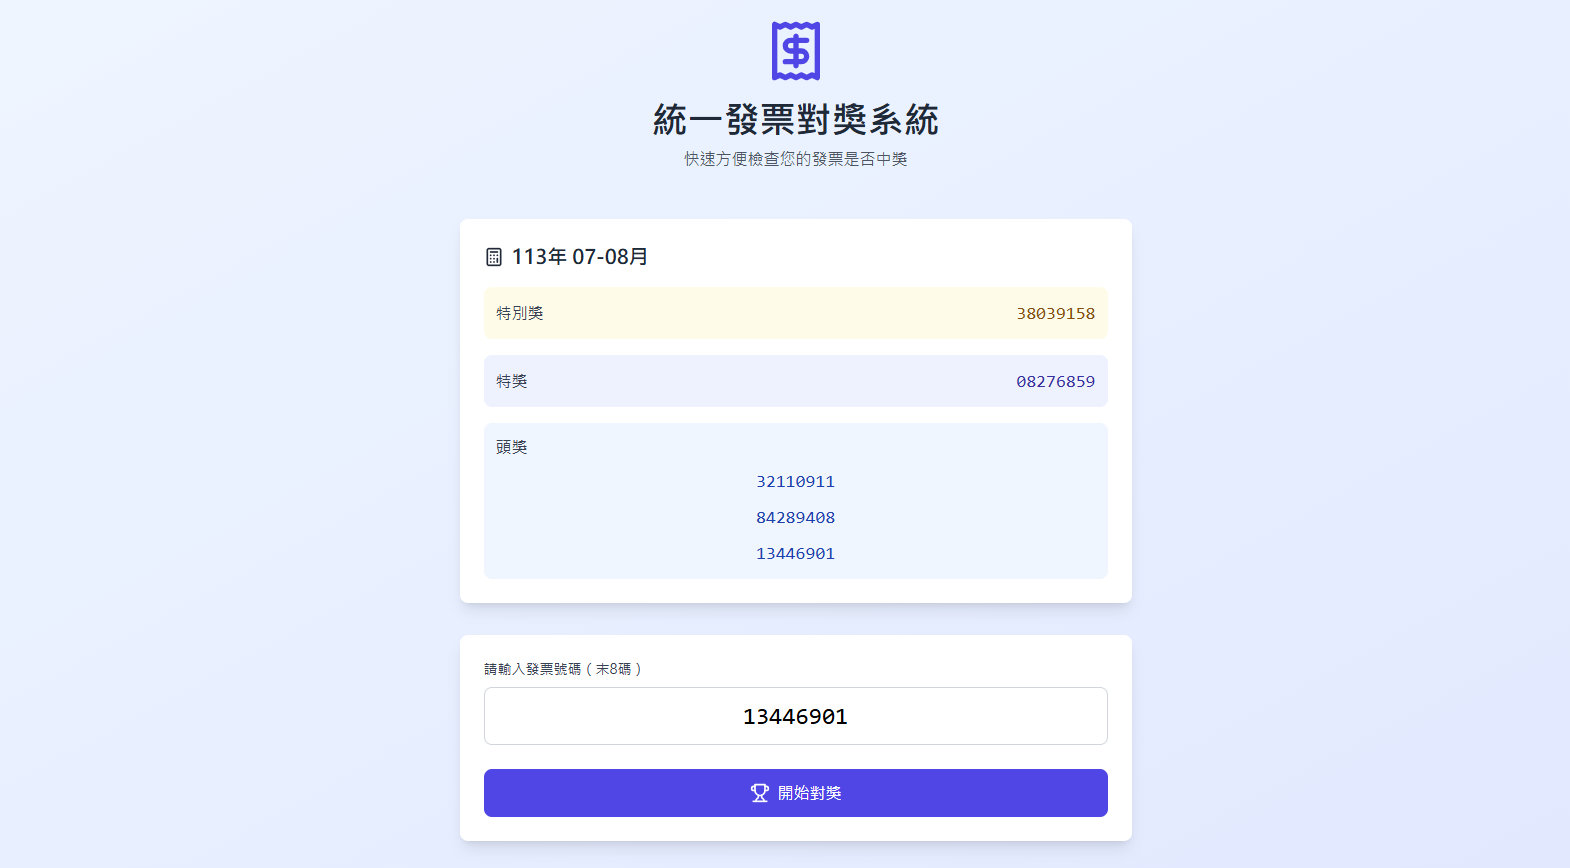 統一發票對獎系統
快速方便檢查您的發票是否中獎
113年 07-08月
特別獎 38039158
特獎 08276859
頭獎
32110911
84289408
13446901
請輸入發票號碼（末8碼）
13446901
開始對獎